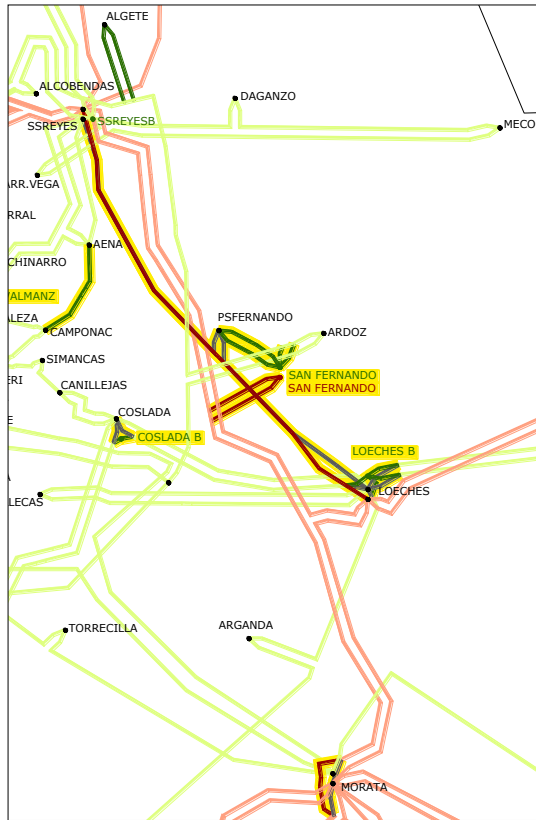 ALGETE
ALCOBENDAS
DAGANZO
SSREYES
SSREYESB
MECO
ARR.VEGA
RRAL
AENA
CHINARRO
VALMANZ
PSFERNANDO
ALEZA
CAMPONAC
ARDOZ
SIMANCAS
SAN FERNANDO
ERI
CANILLEJAS
SAN FERNANDO
COSLADA
E
COSLADA B
LOECHES B
A
LOECHES
LECAS
ARGANDA
TORRECILLA
MORATA